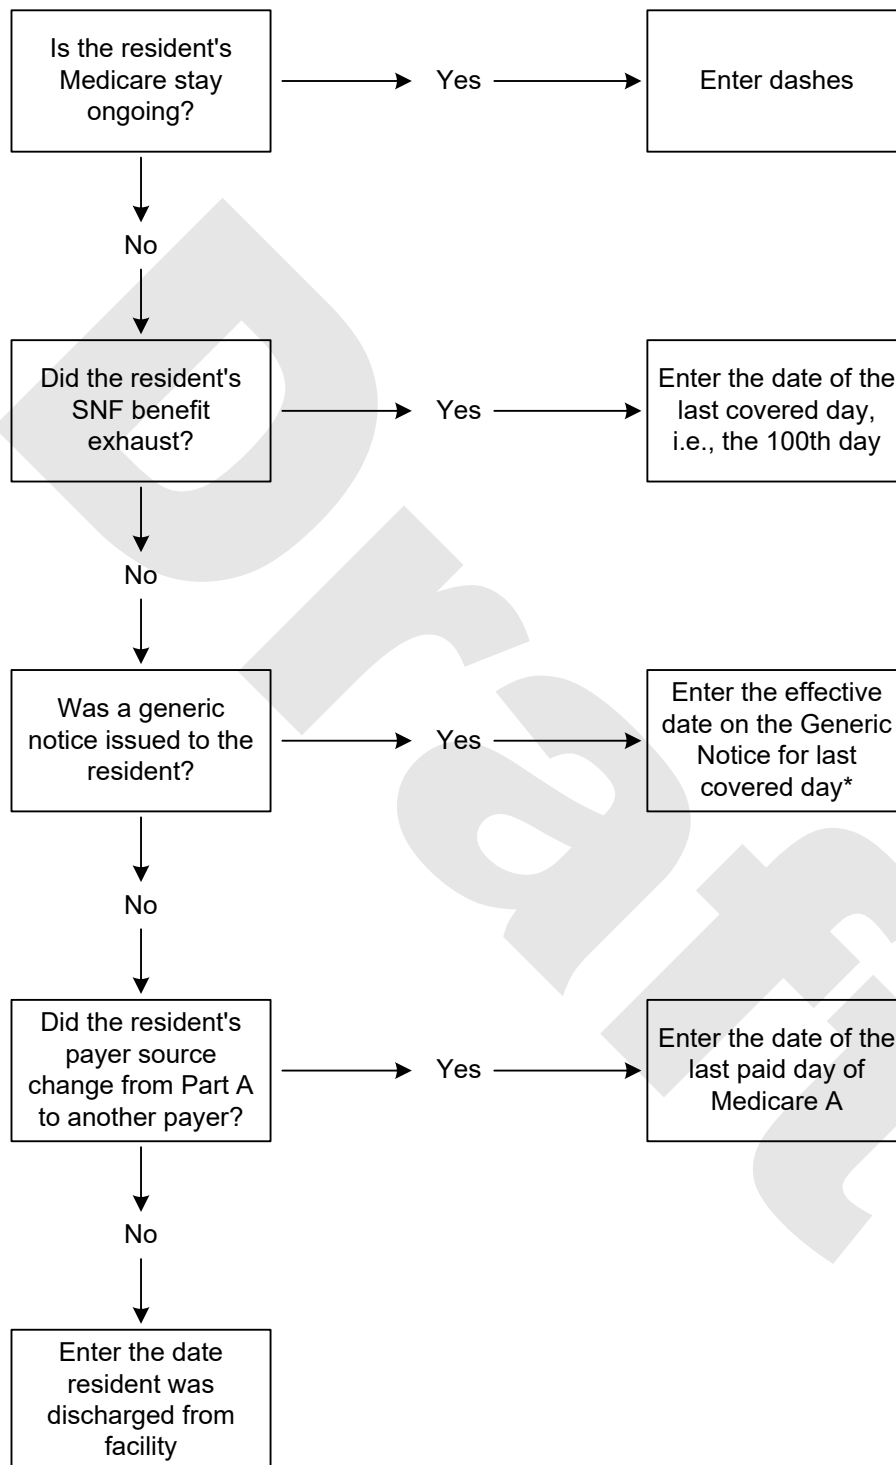 Is the resident's
Medicare stay
ongoing?
Yes
Enter dashes
No
Did the resident's
SNF benefit
exhaust?
Yes
Enter the date of the
last covered day,
i.e., the 100th day
No
Was a generic
notice issued to the
resident?
Yes
Enter the effective
date on the Generic
Notice for last
covered day*
No
Did the resident's
payer source
change from Part A
to another payer?
Yes
Enter the date of the
last paid day of
Medicare A
No
Enter the date
resident was
discharged from
facility
Draft